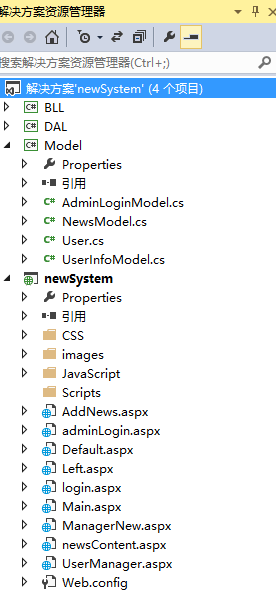 解决方案资源管理器
搜索解决方案资源管理器(Ctrl+;)
解决方案'newSystem' (4 个项目)
C# BLL
C# DAL
C# Model
Properties
引用
C# AdminLoginModel.cs
C# NewsModel.cs
C# User.cs
C# UserInfoModel.cs
newSystem
Properties
引用
CSS
images
JavaScript
Scripts
AddNews.aspx
adminLogin.aspx
Default.aspx
Left.aspx
login.aspx
Main.aspx
ManagerNew.aspx
newsContent.aspx
UserManager.aspx
Web.config